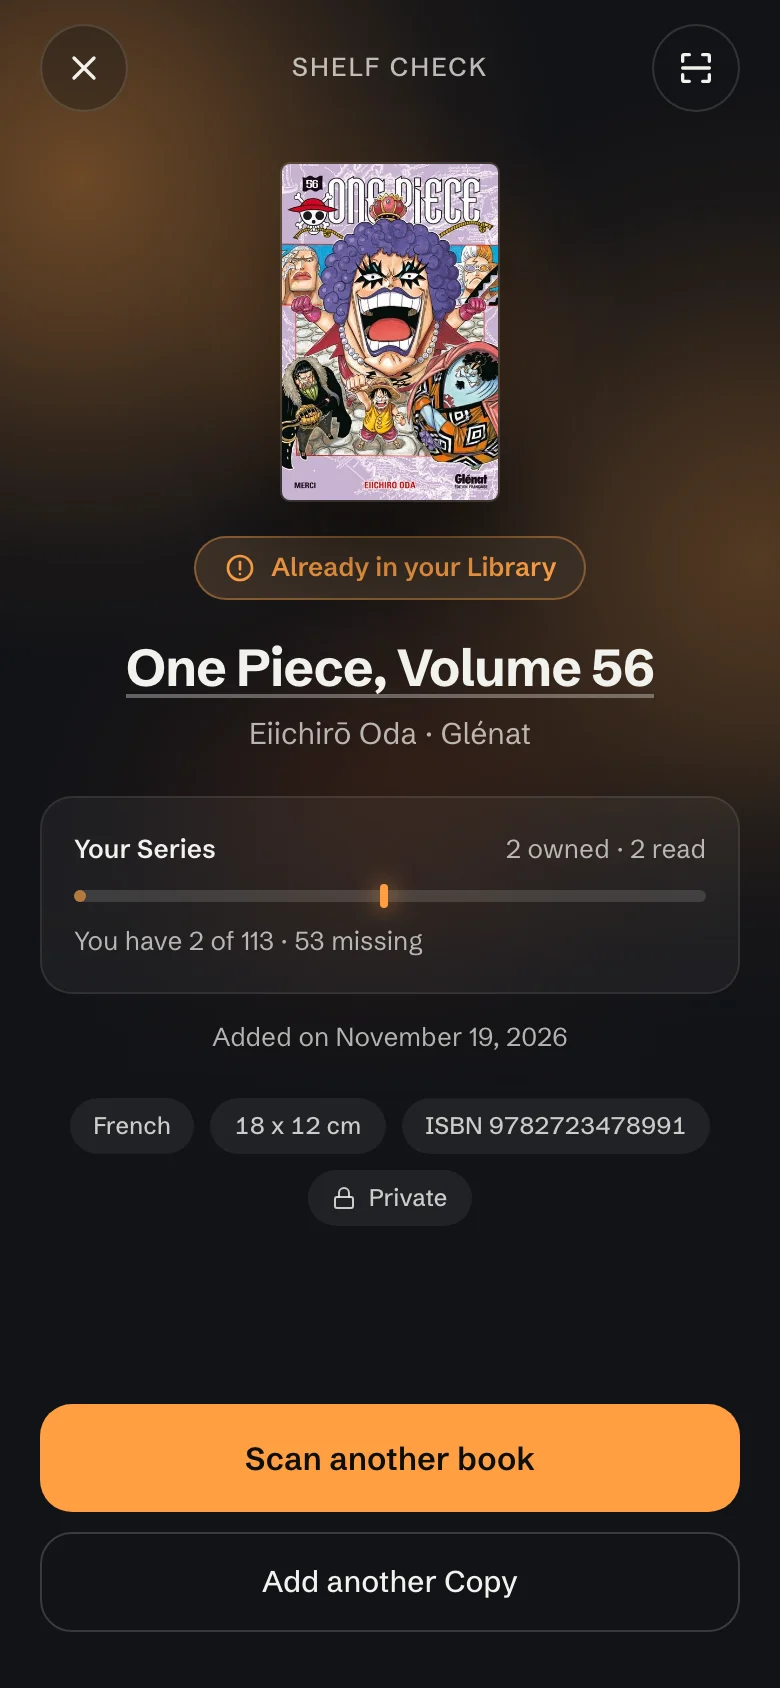 SHELF CHECK
56
ONE PIECE
MERCI
EIICHIRO ODA
Glénat
Already in your Library
One Piece, Volume 56
Eiichirō Oda · Glénat
Your Series
2 owned · 2 read
You have 2 of 113 · 53 missing
Added on November 19, 2026
French
18 x 12 cm
ISBN 9782723478991
Private
Scan another book
Add another Copy